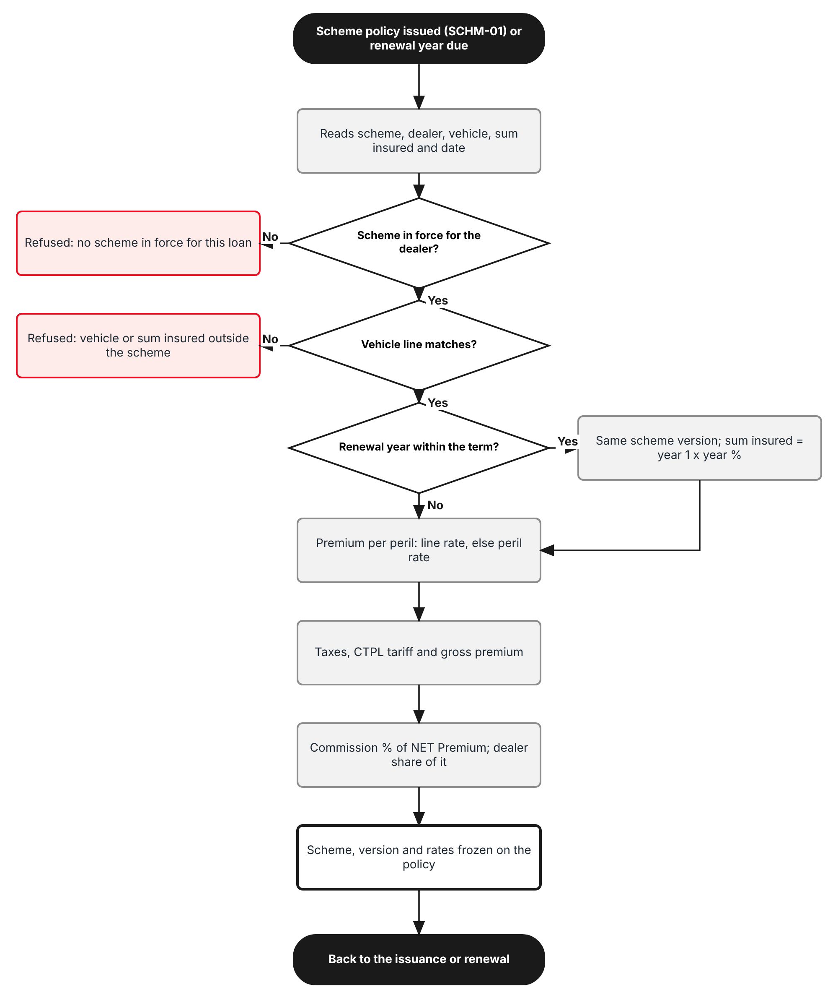 Scheme policy issued (SCHM-01) or
renewal year due
Reads scheme, dealer, vehicle, sum
insured and date
Scheme in force for the
dealer?
No
Refused: no scheme in force for this loan
Yes
Vehicle line matches?
No
Refused: vehicle or sum insured outside
the scheme
Yes
Renewal year within the term?
Yes
Same scheme version; sum insured =
year 1 x year %
No
Premium per peril: line rate, else peril
rate
Taxes, CTPL tariff and gross premium
Commission % of NET Premium; dealer
share of it
Scheme, version and rates frozen on the
policy
Back to the issuance or renewal